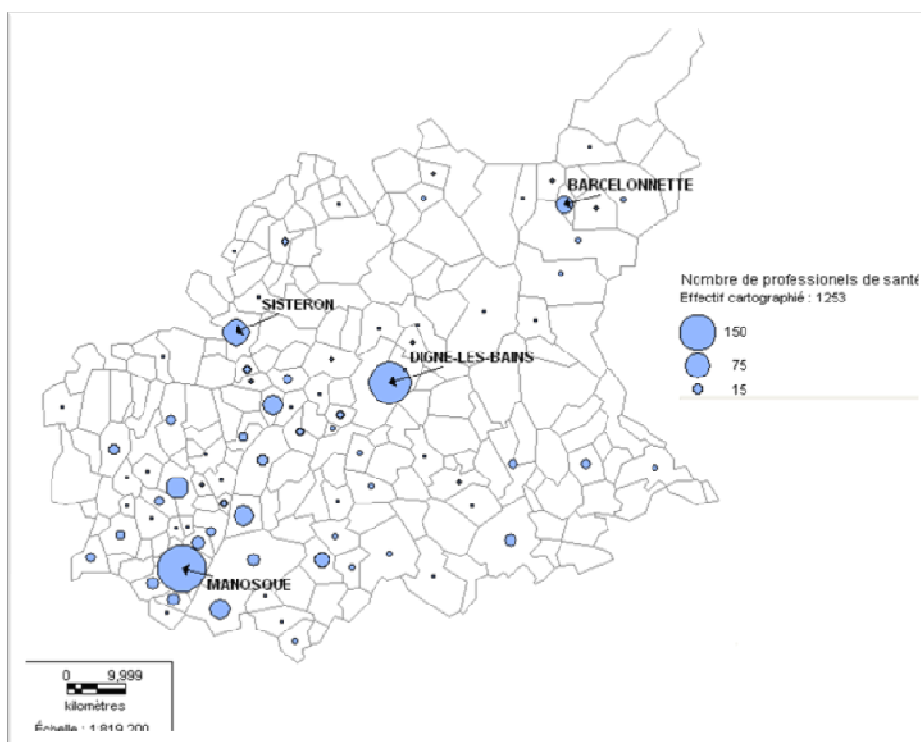 BARCELONNETTE
SISTERON
DIGNE-LES-BAINS
MANOSQUE
Nombre de professionels de santé
Effectif cartographié : 1253
150
75
15
0 9,999
kilomètres
Échelle : 1:819 200